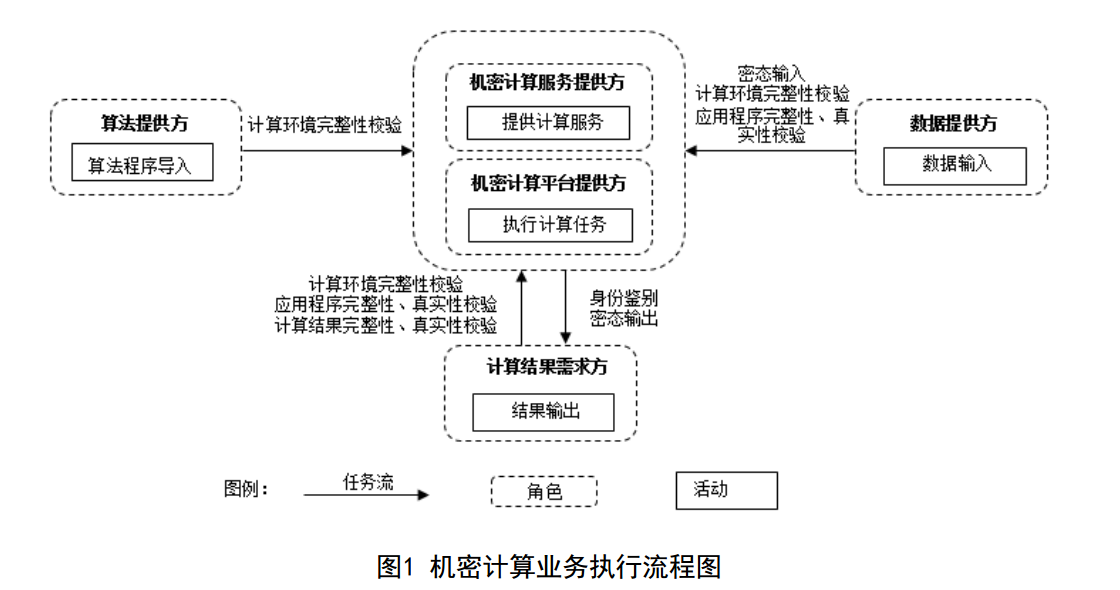 机密计算服务提供方
提供计算服务
算法提供方
算法程序导入
计算环境完整性校验
密态输入
计算环境完整性校验
应用程序完整性、真
实性校验
数据提供方
数据输入
机密计算平台提供方
执行计算任务
计算环境完整性校验
应用程序完整性、真实性校验
计算结果完整性、真实性校验
身份鉴别
密态输出
计算结果需求方
结果输出
图例：
任务流
角色
活动
图1 机密计算业务执行流程图